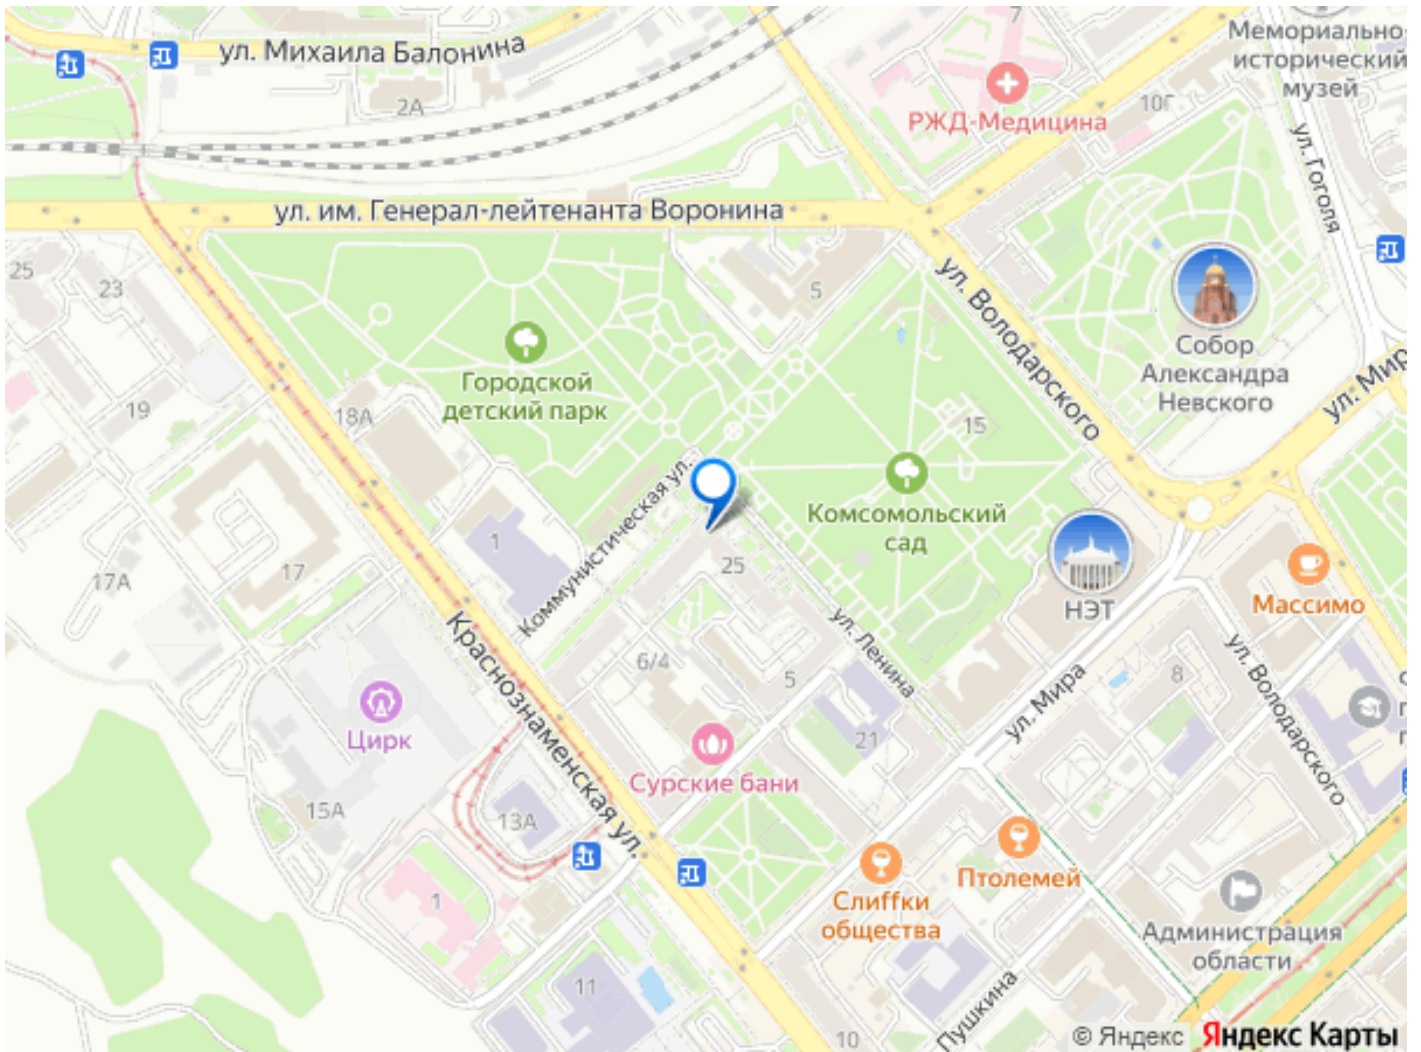 ул. Михаила Балонина
2А
7
Мемориально-
исторический
музей
РЖД-Медицина
10Г
ул. Гоголя
ул. им. Генерал-лейтенанта Воронина
25
23
5
ул. Володарского
Собор
Александра
Невского
ул. Мир
Городской
детский парк
19
18А
15
Коммунистическая ул.
Комсомольский
сад
1
25
17А
17
НЭТ
Массимо
Краснознаменская ул.
ул. Ленина
6/4
5
ул. Мира
8
ул. Володарского
Цирк
21
Сурские бани
15А
13А
Птолемей
Слиffки
общества
1
Администрация
области
11
10
Пушкина
© Яндекс Яндекс Карты